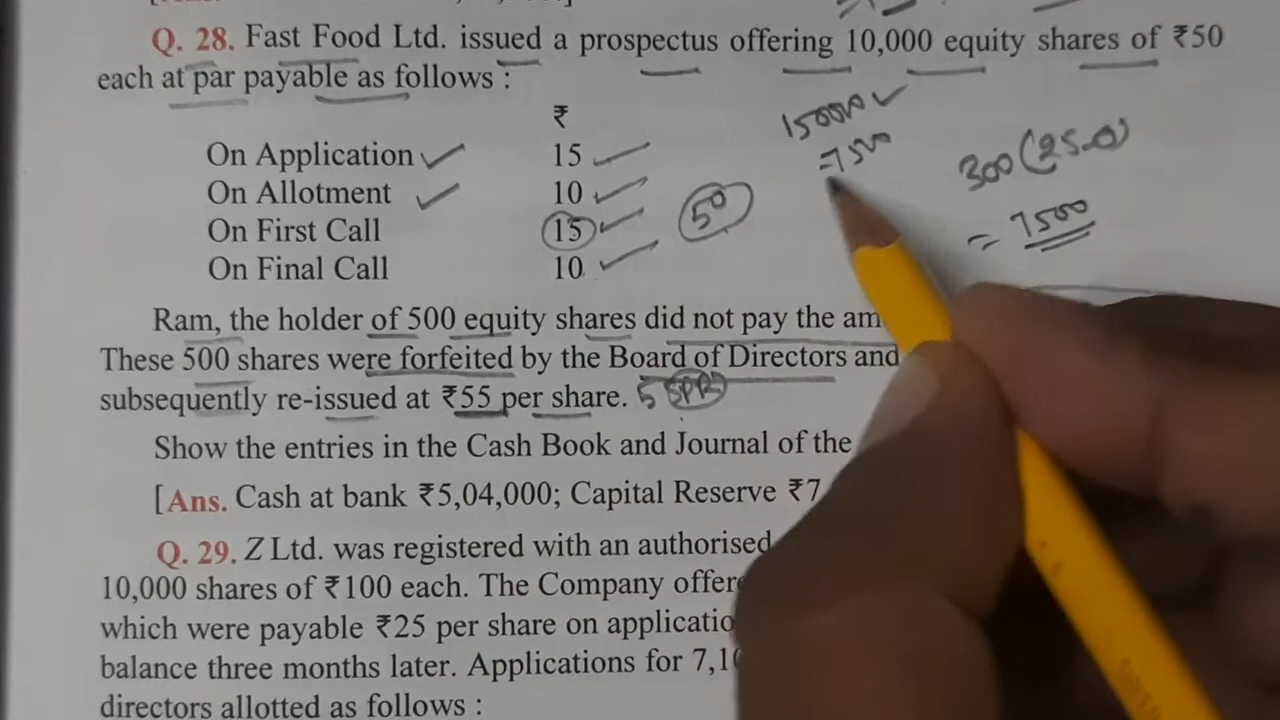 Q. 28. Fast Food Ltd. issued a prospectus offering 10,000 equity shares of ₹50
each at par payable as follows :
₹
On Application 15
On Allotment 10
On First Call 15
On Final Call 10
50
15000
=7500
300(25-0)
= 7500
Ram, the holder of 500 equity shares did not pay the am
These 500 shares were forfeited by the Board of Directors and
subsequently re-issued at ₹55 per share. 5 SPR
Show the entries in the Cash Book and Journal of the
[Ans. Cash at bank ₹5,04,000; Capital Reserve ₹7
Q. 29. Z Ltd. was registered with an authorised
10,000 shares of ₹100 each. The Company offere
which were payable ₹25 per share on applicatio
balance three months later. Applications for 7,1
directors allotted as follows :